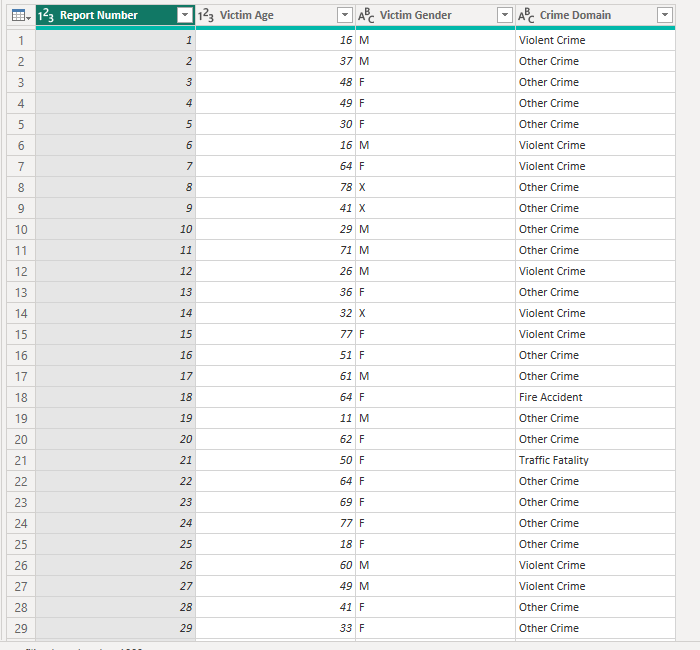 1²3 Report Number 1²3 Victim Age ABC Victim Gender ABC Crime Domain
1 1 16 M Violent Crime
2 2 37 M Other Crime
3 3 48 F Other Crime
4 4 49 F Other Crime
5 5 30 F Other Crime
6 6 16 M Violent Crime
7 7 64 F Violent Crime
8 8 78 X Other Crime
9 9 41 X Other Crime
10 10 29 M Other Crime
11 11 71 M Other Crime
12 12 26 M Violent Crime
13 13 36 F Other Crime
14 14 32 X Violent Crime
15 15 77 F Violent Crime
16 16 51 F Other Crime
17 17 61 M Other Crime
18 18 64 F Fire Accident
19 19 11 M Other Crime
20 20 62 F Other Crime
21 21 50 F Traffic Fatality
22 22 64 F Other Crime
23 23 69 F Other Crime
24 24 77 F Other Crime
25 25 18 F Other Crime
26 26 60 M Violent Crime
27 27 49 M Violent Crime
28 28 41 F Other Crime
29 29 33 F Other Crime